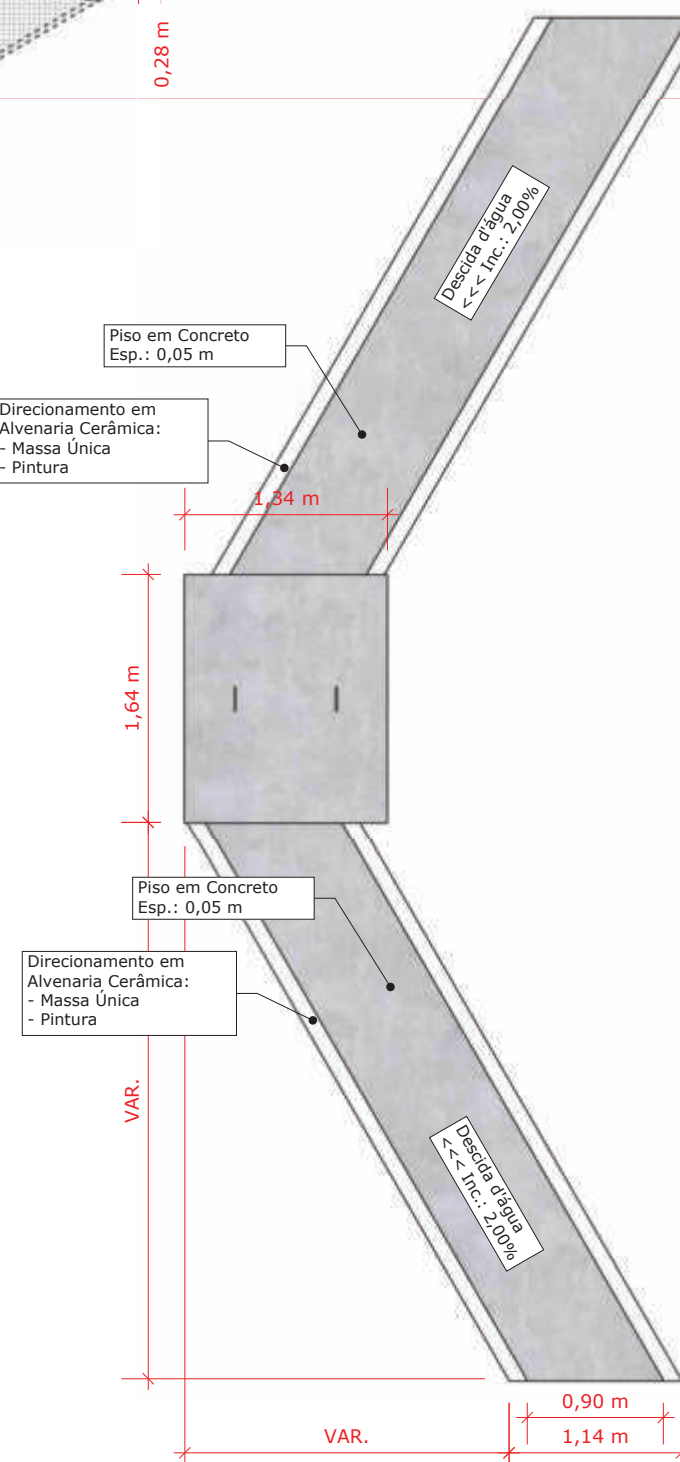 0,28 m
Descida d'água
<<< Inc.: 2,00%
Piso em Concreto
Esp.: 0,05 m
Direcionamento em
Alvenaria Cerâmica:
- Massa Única
- Pintura
1,34 m
1,64 m
Piso em Concreto
Esp.: 0,05 m
Direcionamento em
Alvenaria Cerâmica:
- Massa Única
- Pintura
VAR.
Descida d'água
<<< Inc.: 2,00%
0,90 m
VAR.
1,14 m